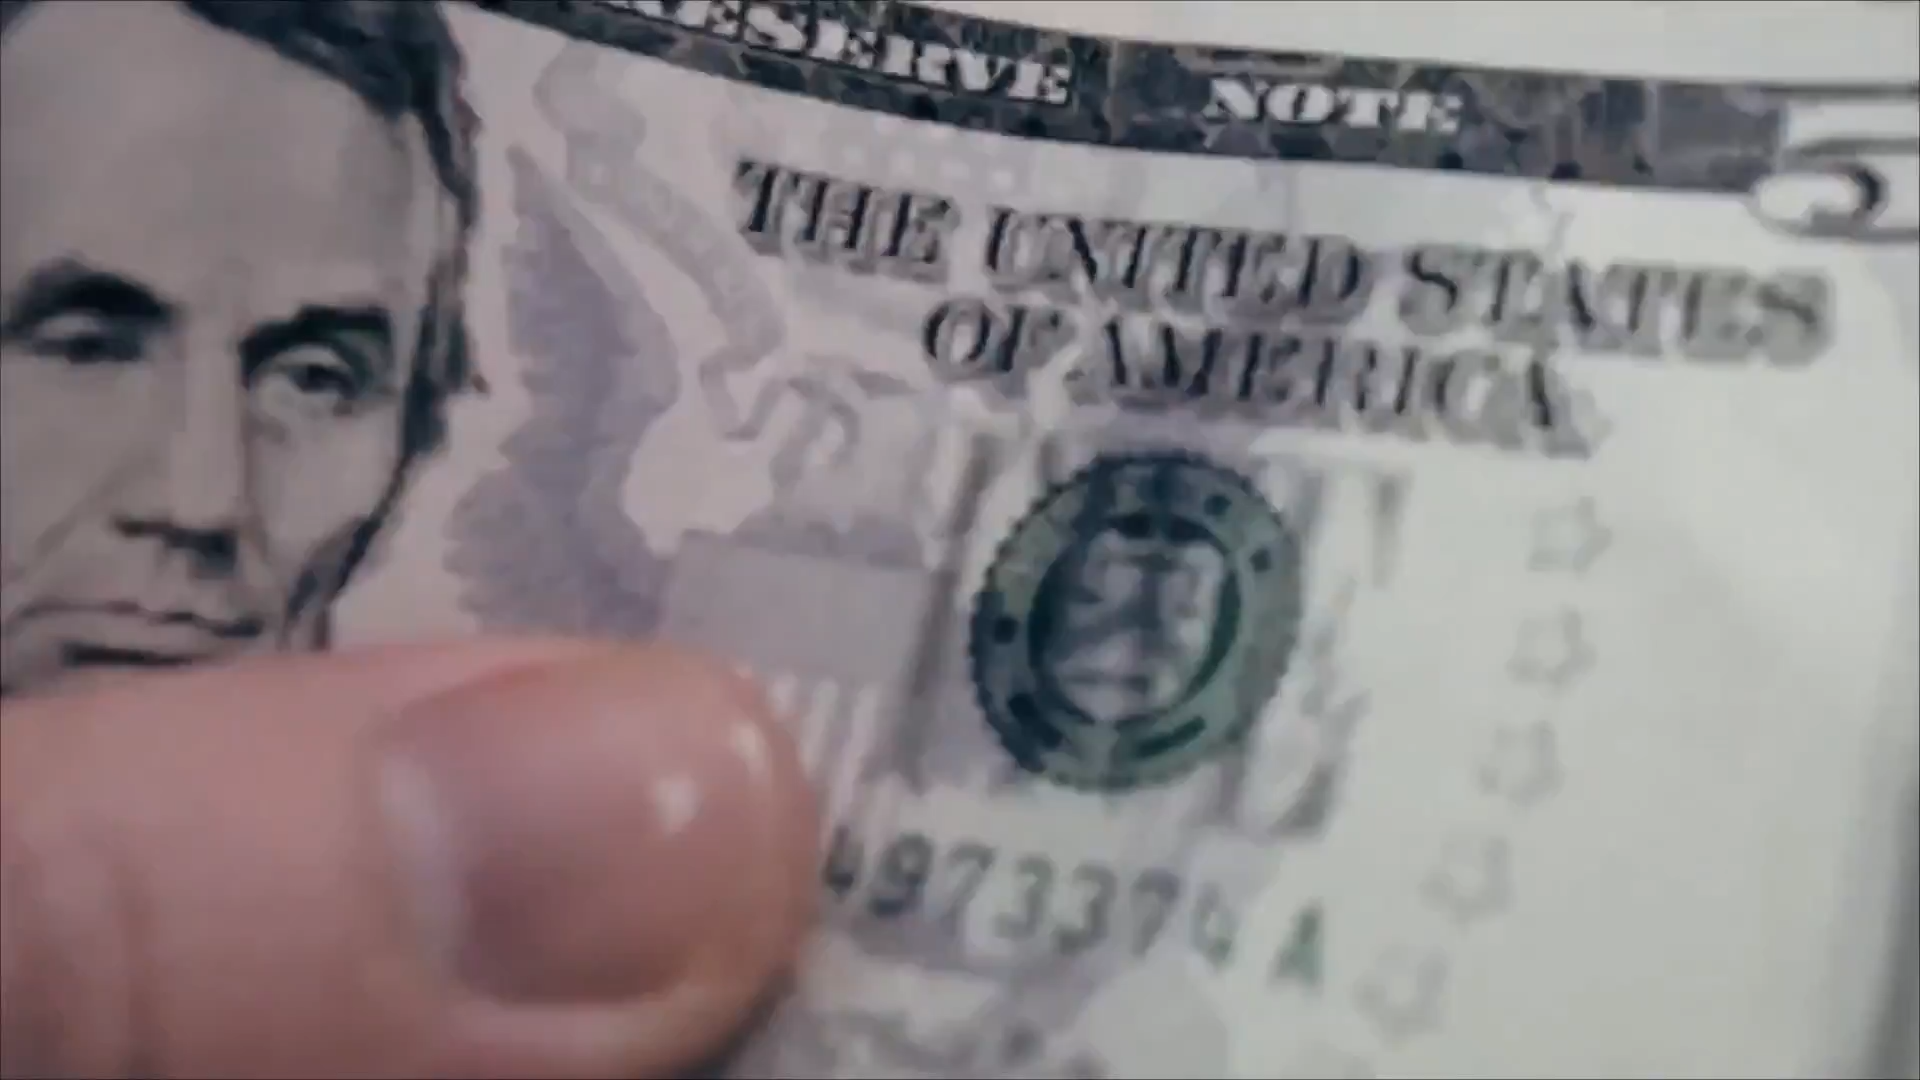 RESERVE NOTE
THE UNITED STATES
OF AMERICA